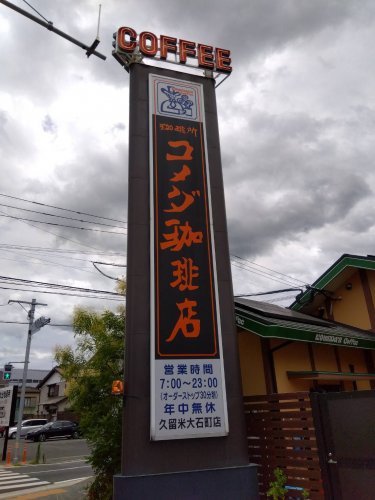 COFFEE
珈琲所
コメダ珈琲店
営業時間
7:00～23:00
(オーダーストップ30分前)
年中無休
久留米大石町店
KOMEDA'S Coffee